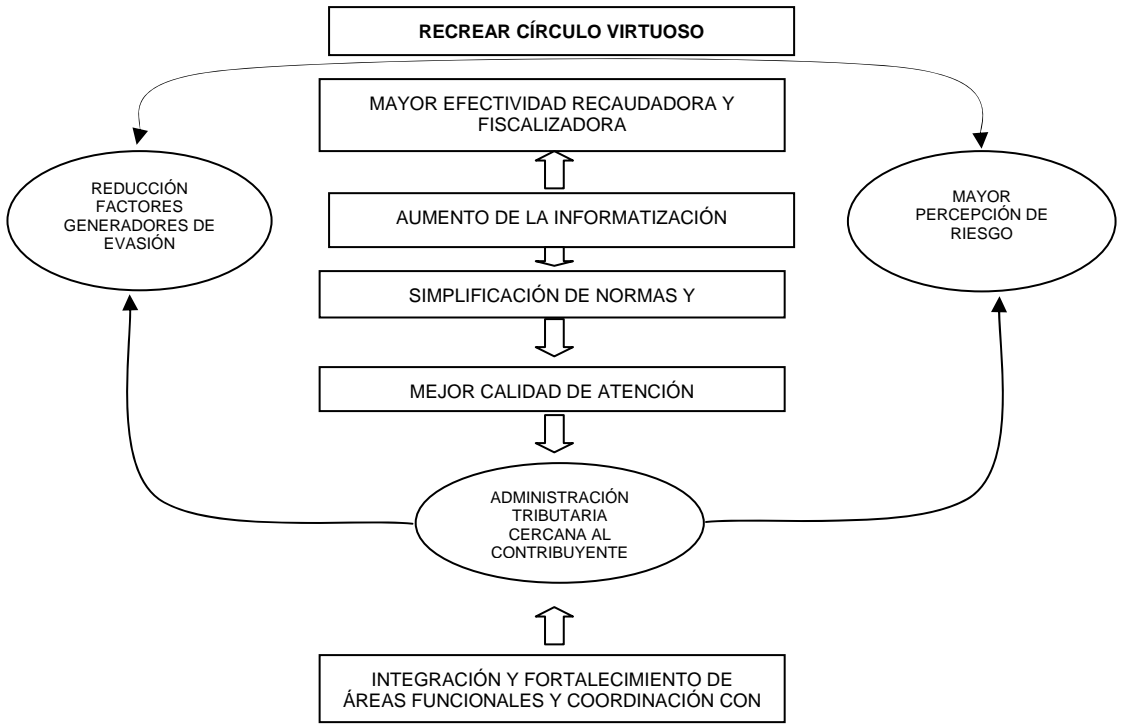 RECREAR CÍRCULO VIRTUOSO
MAYOR EFECTIVIDAD RECAUDADORA Y
FISCALIZADORA
REDUCCIÓN
FACTORES
GENERADORES DE
EVASIÓN
AUMENTO DE LA INFORMATIZACIÓN
MAYOR
PERCEPCIÓN DE
RIESGO
SIMPLIFICACIÓN DE NORMAS Y
MEJOR CALIDAD DE ATENCIÓN
ADMINISTRACIÓN
TRIBUTARIA
CERCANA AL
CONTRIBUYENTE
INTEGRACIÓN Y FORTALECIMIENTO DE
ÁREAS FUNCIONALES Y COORDINACIÓN CON